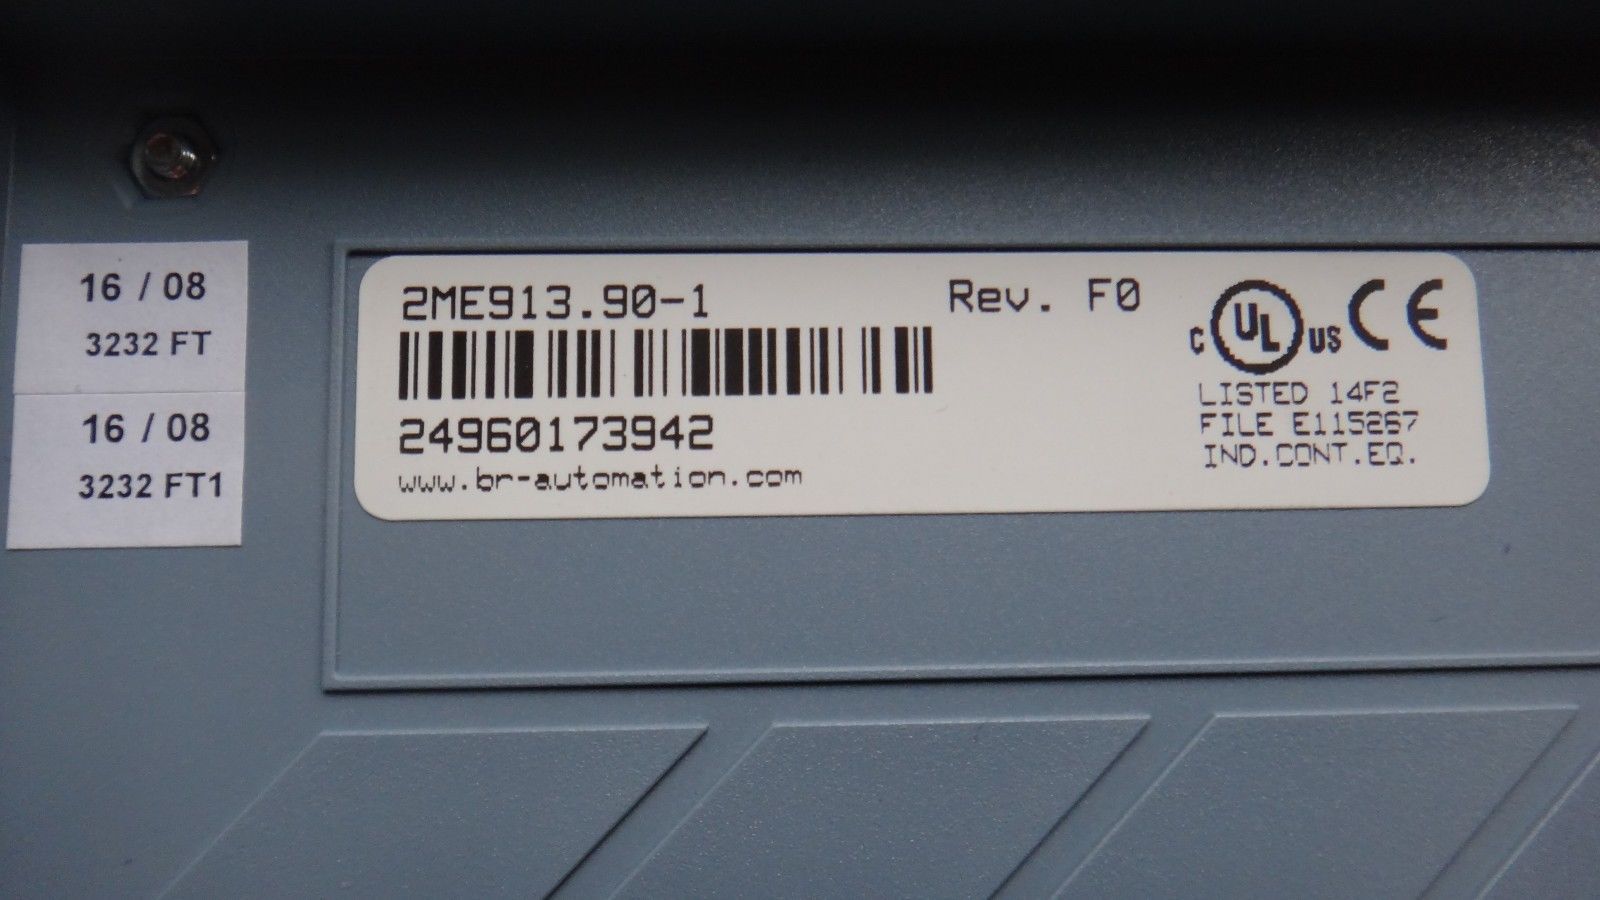 16 / 08
3232 FT
16 / 08
3232 FT1
2ME913.90-1
Rev. F0
24960173942
www.br-automation.com
C UL US CE
LISTED 14F2
FILE E115267
IND.CONT.EQ.